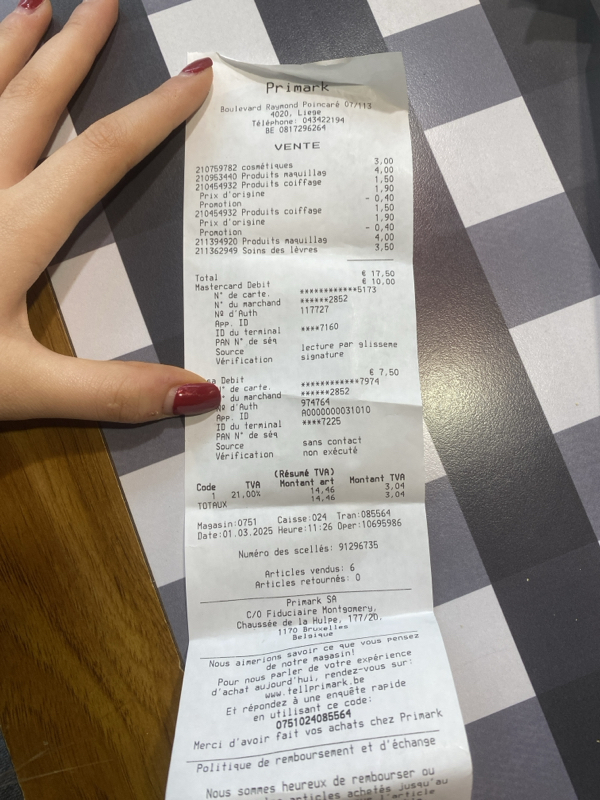 Primark
Boulevard Raymond Poincaré 07/113
4020, Liege
Téléphone: 043422194
BE 0817296264
VENTE
210759782 cosmétiques 3,00
210953440 Produits maquillag 4,00
210454932 Produits coiffage 1,50
Prix d'origine 1,90
Promotion - 0,40
210454932 Produits coiffage 1,50
Prix d'origine 1,90
Promotion - 0,40
211394920 Produits maquillag 4,00
211362949 Soins des lèvres 3,50
Total € 17,50
Mastercard Debit € 10,00
N° de carte. ************5173
N° du marchand ******2852
Nº d'Auth 117727
App. ID
ID du terminal ****7160
PAN N° de séq
Source lecture par glisseme
Vérification signature
Debit € 7,50
de carte. ************7974
du marchand ******2852
d'Auth 974764
App. ID A0000000031010
ID du terminal ****7225
PAN N° de séq
Source sans contact
Vérification non exécuté
(Résumé TVA)
Code TVA Montant art Montant TVA
1 21,00% 14,46 3,04
TOTAUX 14,46 3,04
Magasin:0751 Caisse:024 Tran:085564
Date:01.03.2025 Heure:11:26 Oper:10695986
Numéro des scellés: 91296735
Articles vendus: 6
Articles retournés: 0
Primark SA
C/O Fiduciaire Montgomery,
Chaussée de la Hulpe, 177/20,
1170 Bruxelles
Belgique
Nous aimerions savoir ce que vous pensez
de notre magasin!
Pour nous parler de votre expérience
d'achat aujourd'hui, rendez-vous sur:
www.tellprimark.be
Et répondez à une enquête rapide
en utilisant ce code:
0751024085564
Merci d'avoir fait vos achats chez Primark
Politique de remboursement et d'échange
Nous sommes heureux de rembourser ou
articles achetés jusqu'au
l'article